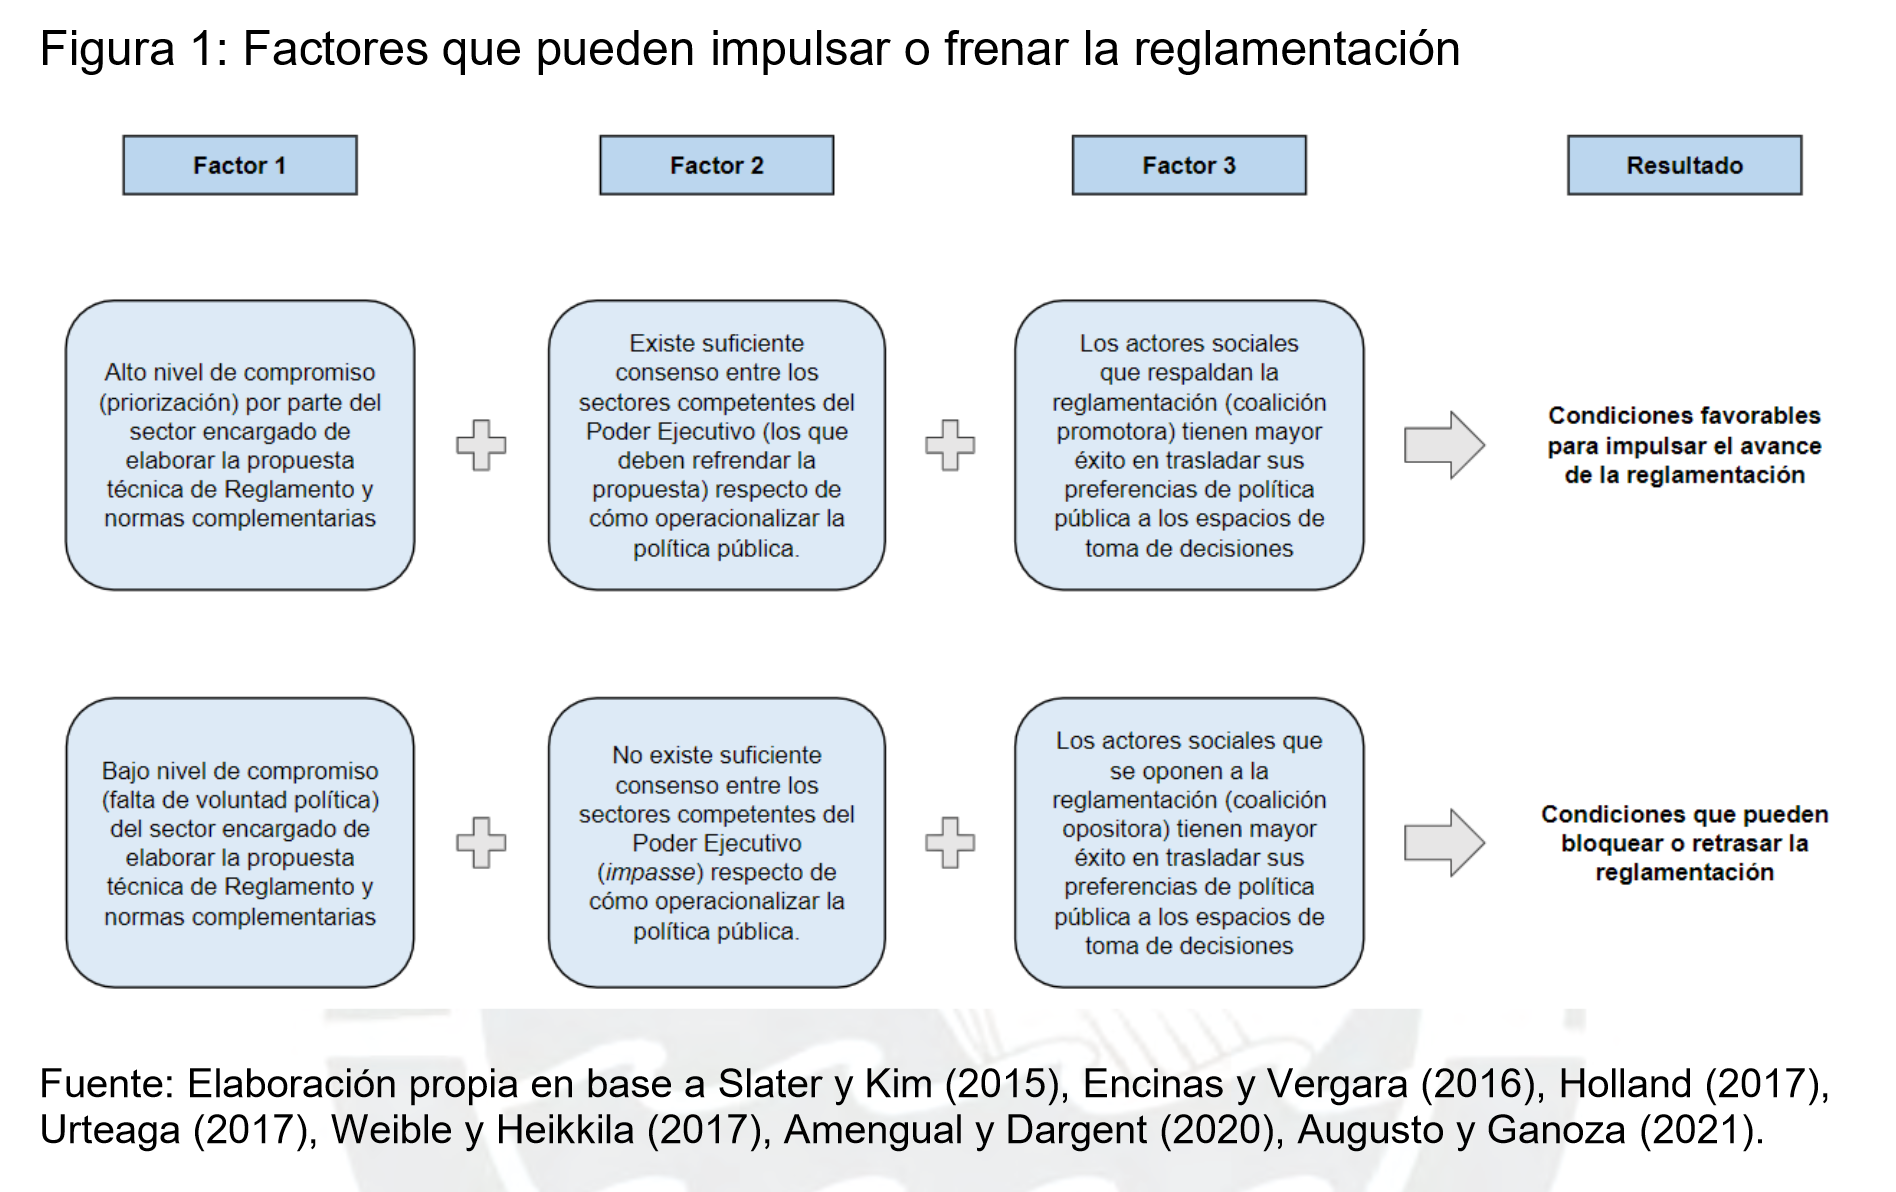 Figura 1: Factores que pueden impulsar o frenar la reglamentación
Factor 1
Factor 2
Factor 3
Resultado
Alto nivel de compromiso
(priorización) por parte del
sector encargado de
elaborar la propuesta
técnica de Reglamento y
normas complementarias
Existe suficiente
consenso entre los
sectores competentes del
Poder Ejecutivo (los que
deben refrendar la
propuesta) respecto de
cómo operacionalizar la
política pública.
Los actores sociales
que respaldan la
reglamentación (coalición
promotora) tienen mayor
éxito en trasladar sus
preferencias de política
pública a los espacios de
toma de decisiones
Condiciones favorables
para impulsar el avance
de la reglamentación
Bajo nivel de compromiso
(falta de voluntad política)
del sector encargado de
elaborar la propuesta
técnica de Reglamento y
normas complementarias
No existe suficiente
consenso entre los
sectores competentes del
Poder Ejecutivo
(impasse) respecto de
cómo operacionalizar la
política pública.
Los actores sociales que
se oponen a la
reglamentación (coalición
opositora) tienen mayor
éxito en trasladar sus
preferencias de política
pública a los espacios de
toma de decisiones
Condiciones que pueden
bloquear o retrasar la
reglamentación
Fuente: Elaboración propia en base a Slater y Kim (2015), Encinas y Vergara (2016), Holland (2017),
Urteaga (2017), Weible y Heikkila (2017), Amengual y Dargent (2020), Augusto y Ganoza (2021).